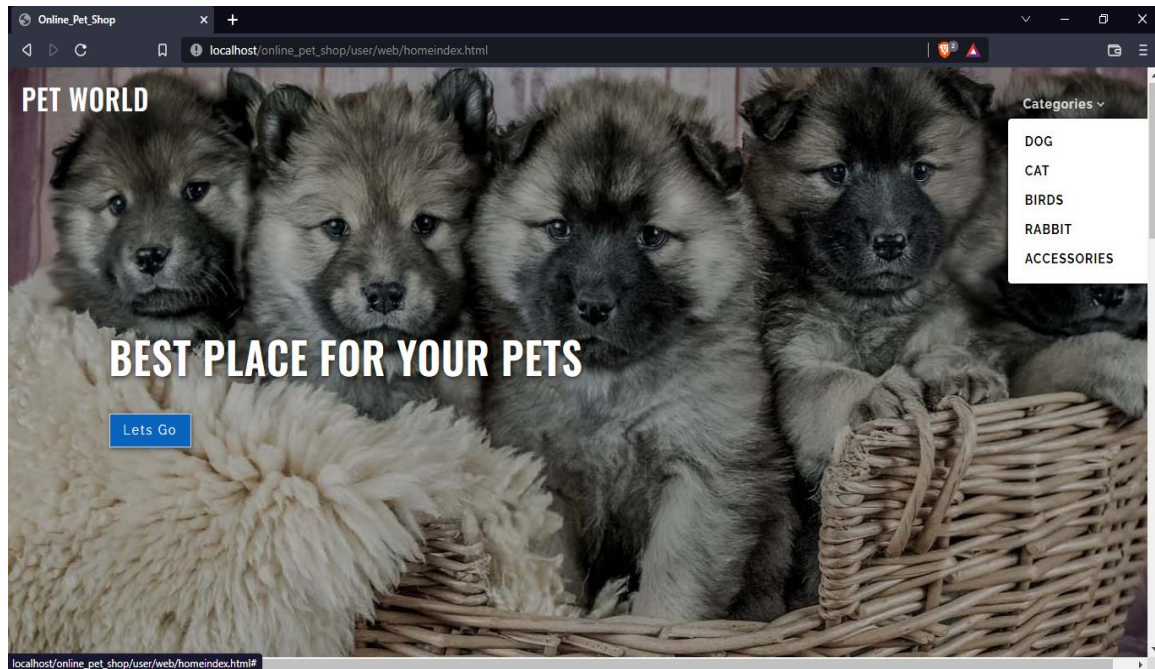 Online_Pet_Shop
localhost/online_pet_shop/user/web/homeindex.html
2
PET WORLD
Categories
DOG
CAT
BIRDS
RABBIT
ACCESSORIES
BEST PLACE FOR YOUR PETS
Lets Go
localhost/online_pet_shop/user/web/homeindex.html#